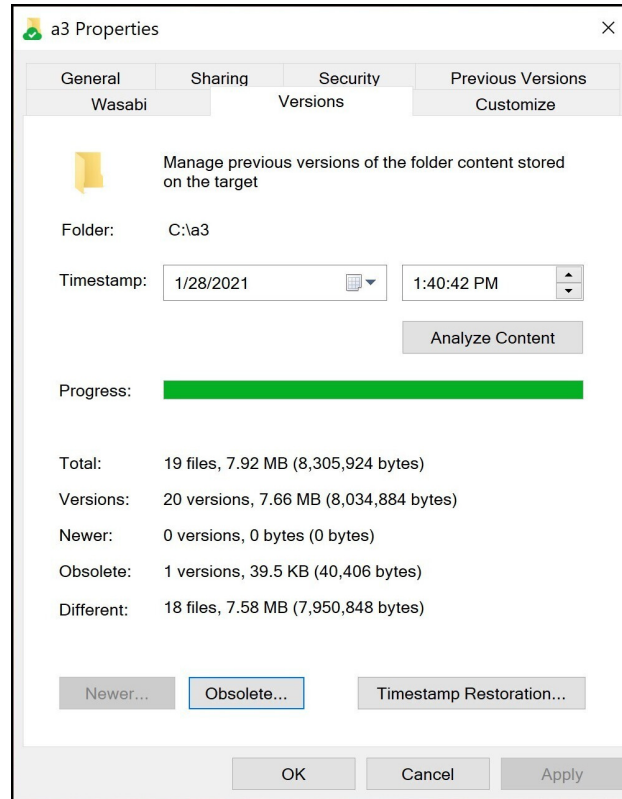 a3 Properties
General Sharing Security Previous Versions
Wasabi Versions Customize
Manage previous versions of the folder content stored
on the target
Folder: C:\a3
Timestamp: 1/28/2021 1:40:42 PM
Analyze Content
Progress:
Total: 19 files, 7.92 MB (8,305,924 bytes)
Versions: 20 versions, 7.66 MB (8,034,884 bytes)
Newer: 0 versions, 0 bytes (0 bytes)
Obsolete: 1 versions, 39.5 KB (40,406 bytes)
Different: 18 files, 7.58 MB (7,950,848 bytes)
Newer... Obsolete... Timestamp Restoration...
OK Cancel Apply